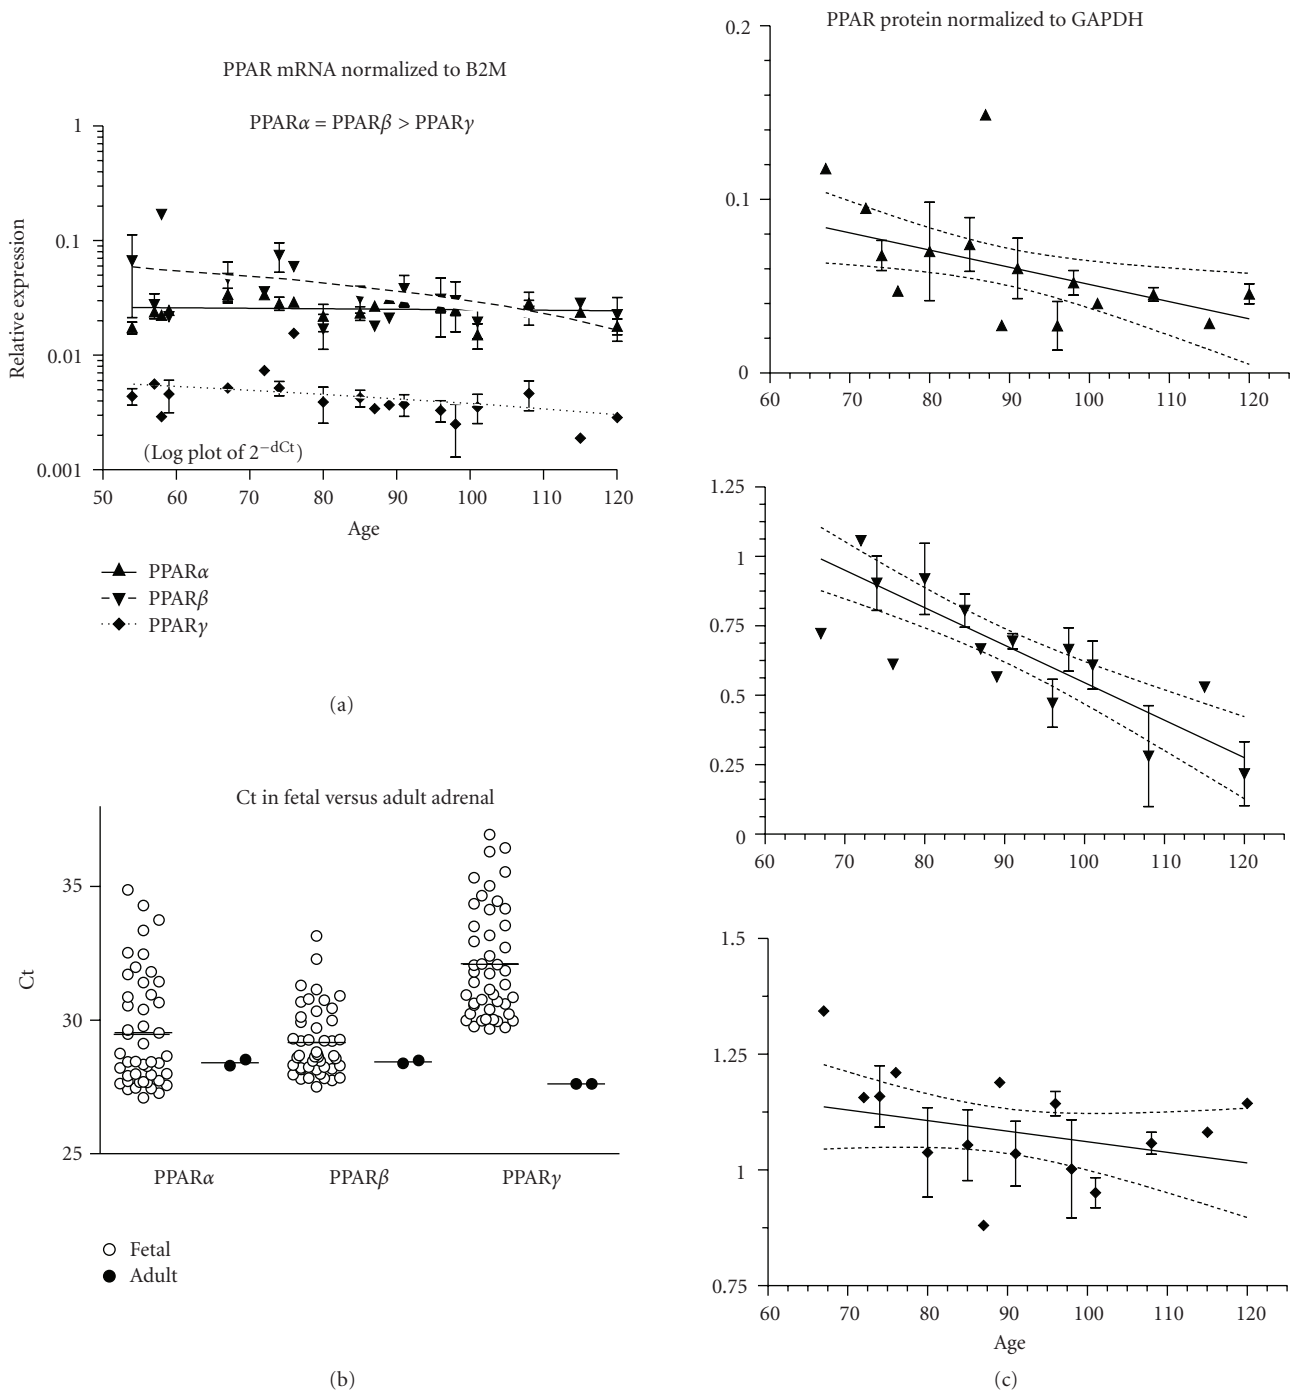 PPAR mRNA normalized to B2M
PPARα = PPARβ > PPARγ
1
0.1
0.01
0.001
Relative expression
(Log plot of 2^−dCt)
50 60 70 80 90 100 110 120
Age
PPARα
PPARβ
PPARγ
(a)
Ct in fetal versus adult adrenal
35
30
25
Ct
PPARα PPARβ PPARγ
Fetal
Adult
(b)
PPAR protein normalized to GAPDH
0.2
0.1
0
60 70 80 90 100 110 120
1.25
1
0.75
0.5
0.25
0
60 70 80 90 100 110 120
1.5
1.25
1
0.75
60 70 80 90 100 110 120
Age
(c)